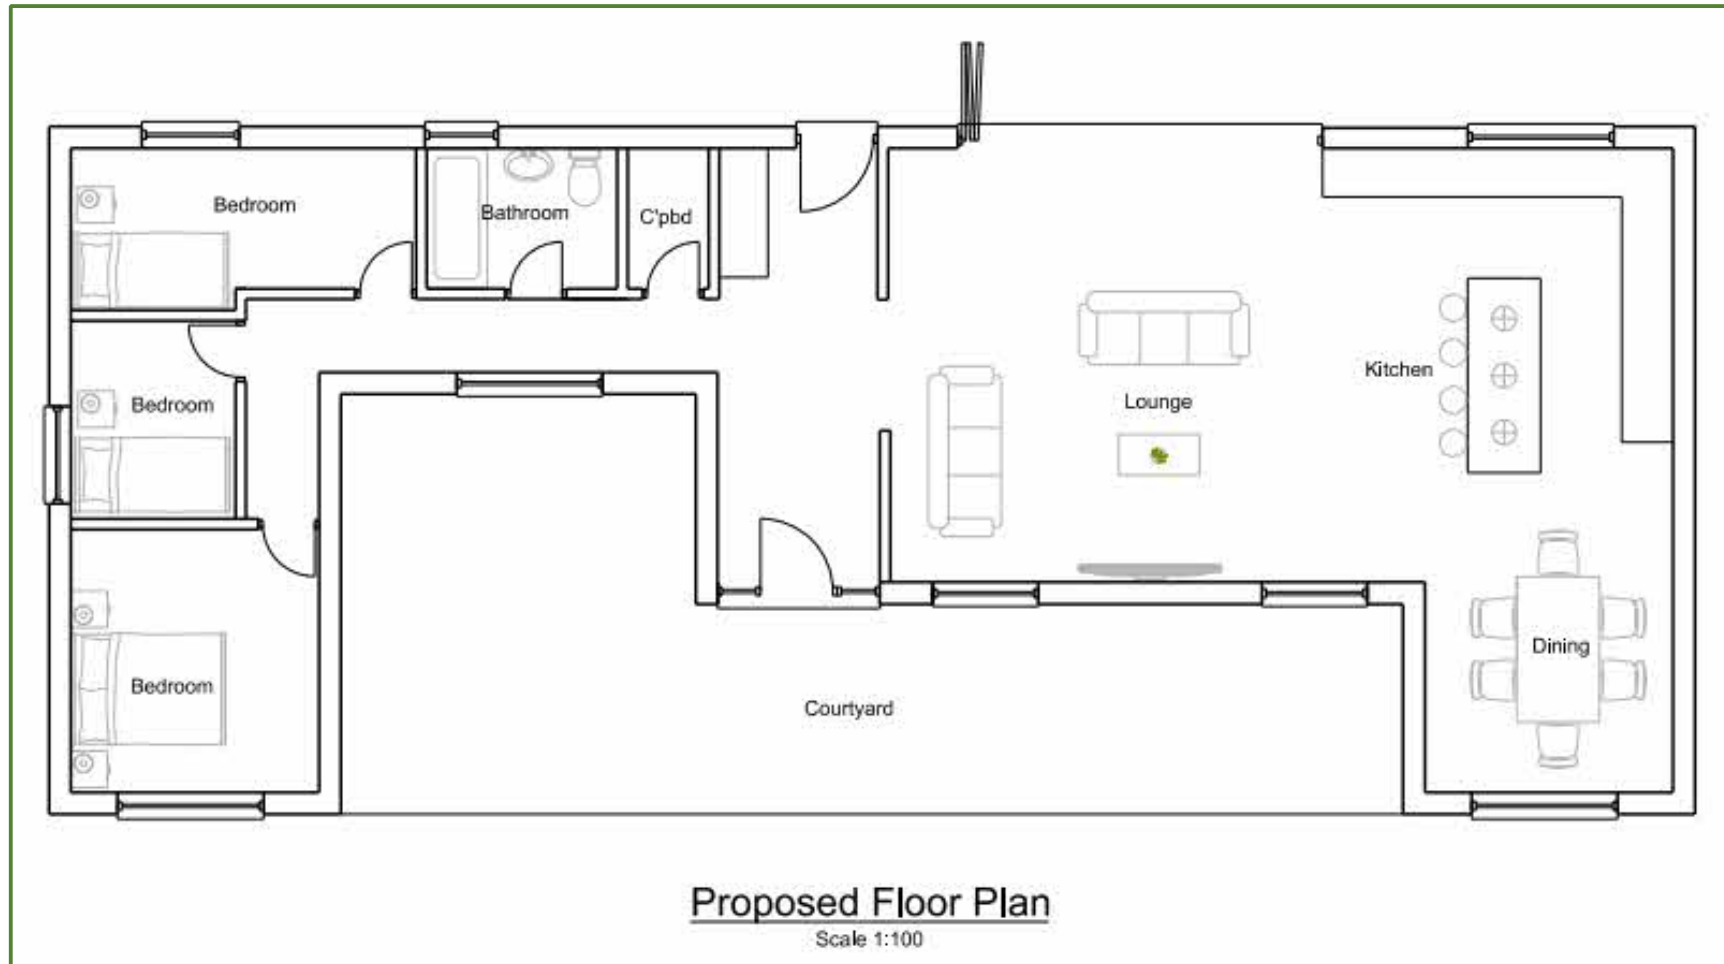 Bedroom
Bathroom
C'pbd
Bedroom
Kitchen
Lounge
Bedroom
Dining
Courtyard
Proposed Floor Plan
Scale 1:100